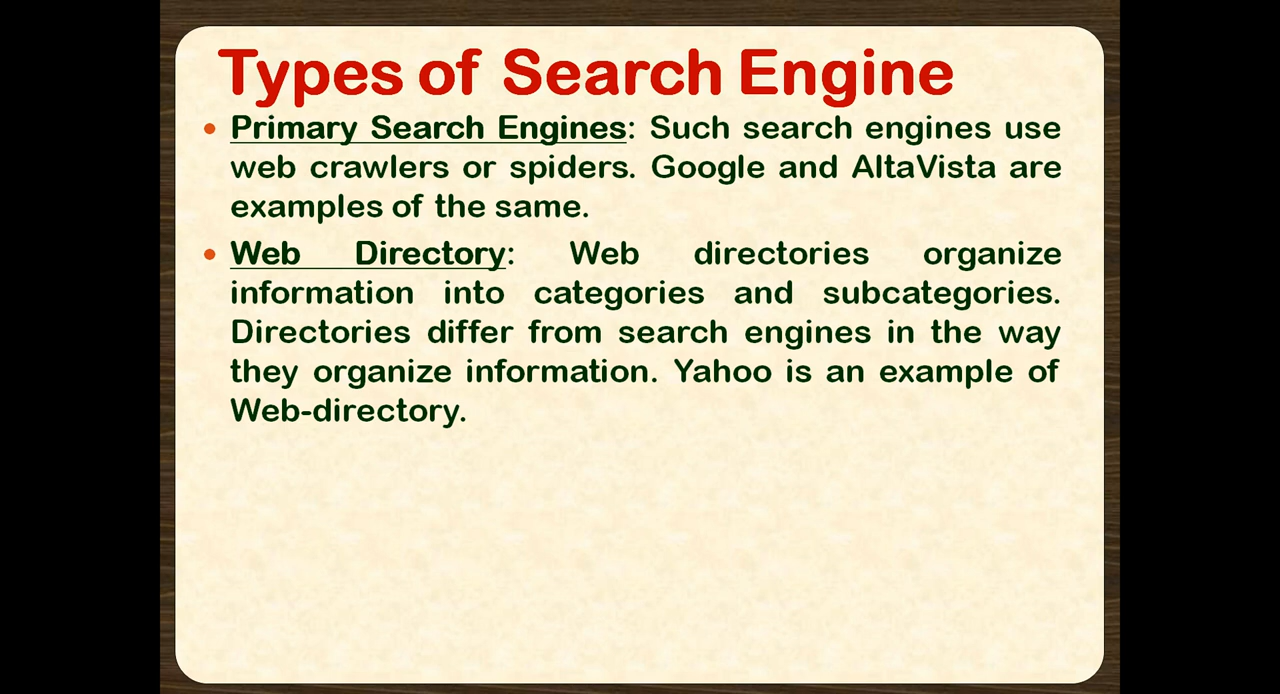 Types of Search Engine
• Primary Search Engines: Such search engines use
web crawlers or spiders. Google and AltaVista are
examples of the same.
• Web Directory: Web directories organize
information into categories and subcategories.
Directories differ from search engines in the way
they organize information. Yahoo is an example of
Web-directory.